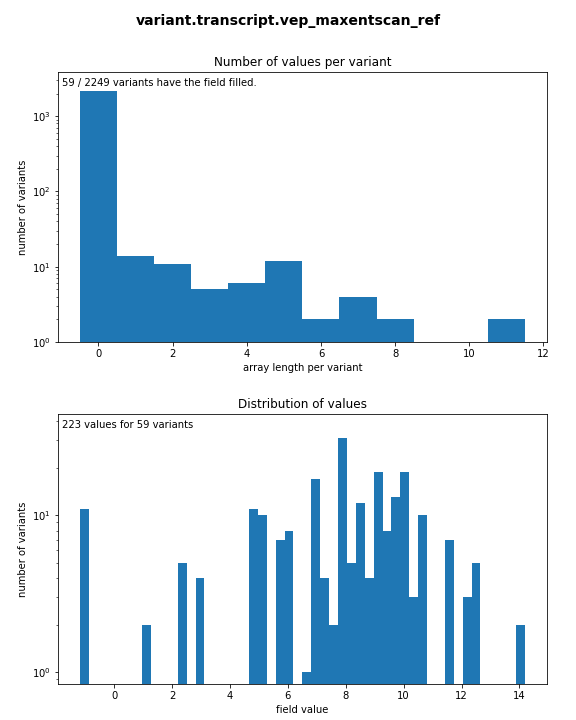 variant.transcript.vep_maxentscan_ref
Number of values per variant
59 / 2249 variants have the field filled.
number of variants
10³
10²
10¹
10⁰
0 2 4 6 8 10 12
array length per variant
Distribution of values
223 values for 59 variants
number of variants
10¹
10⁰
0 2 4 6 8 10 12 14
field value